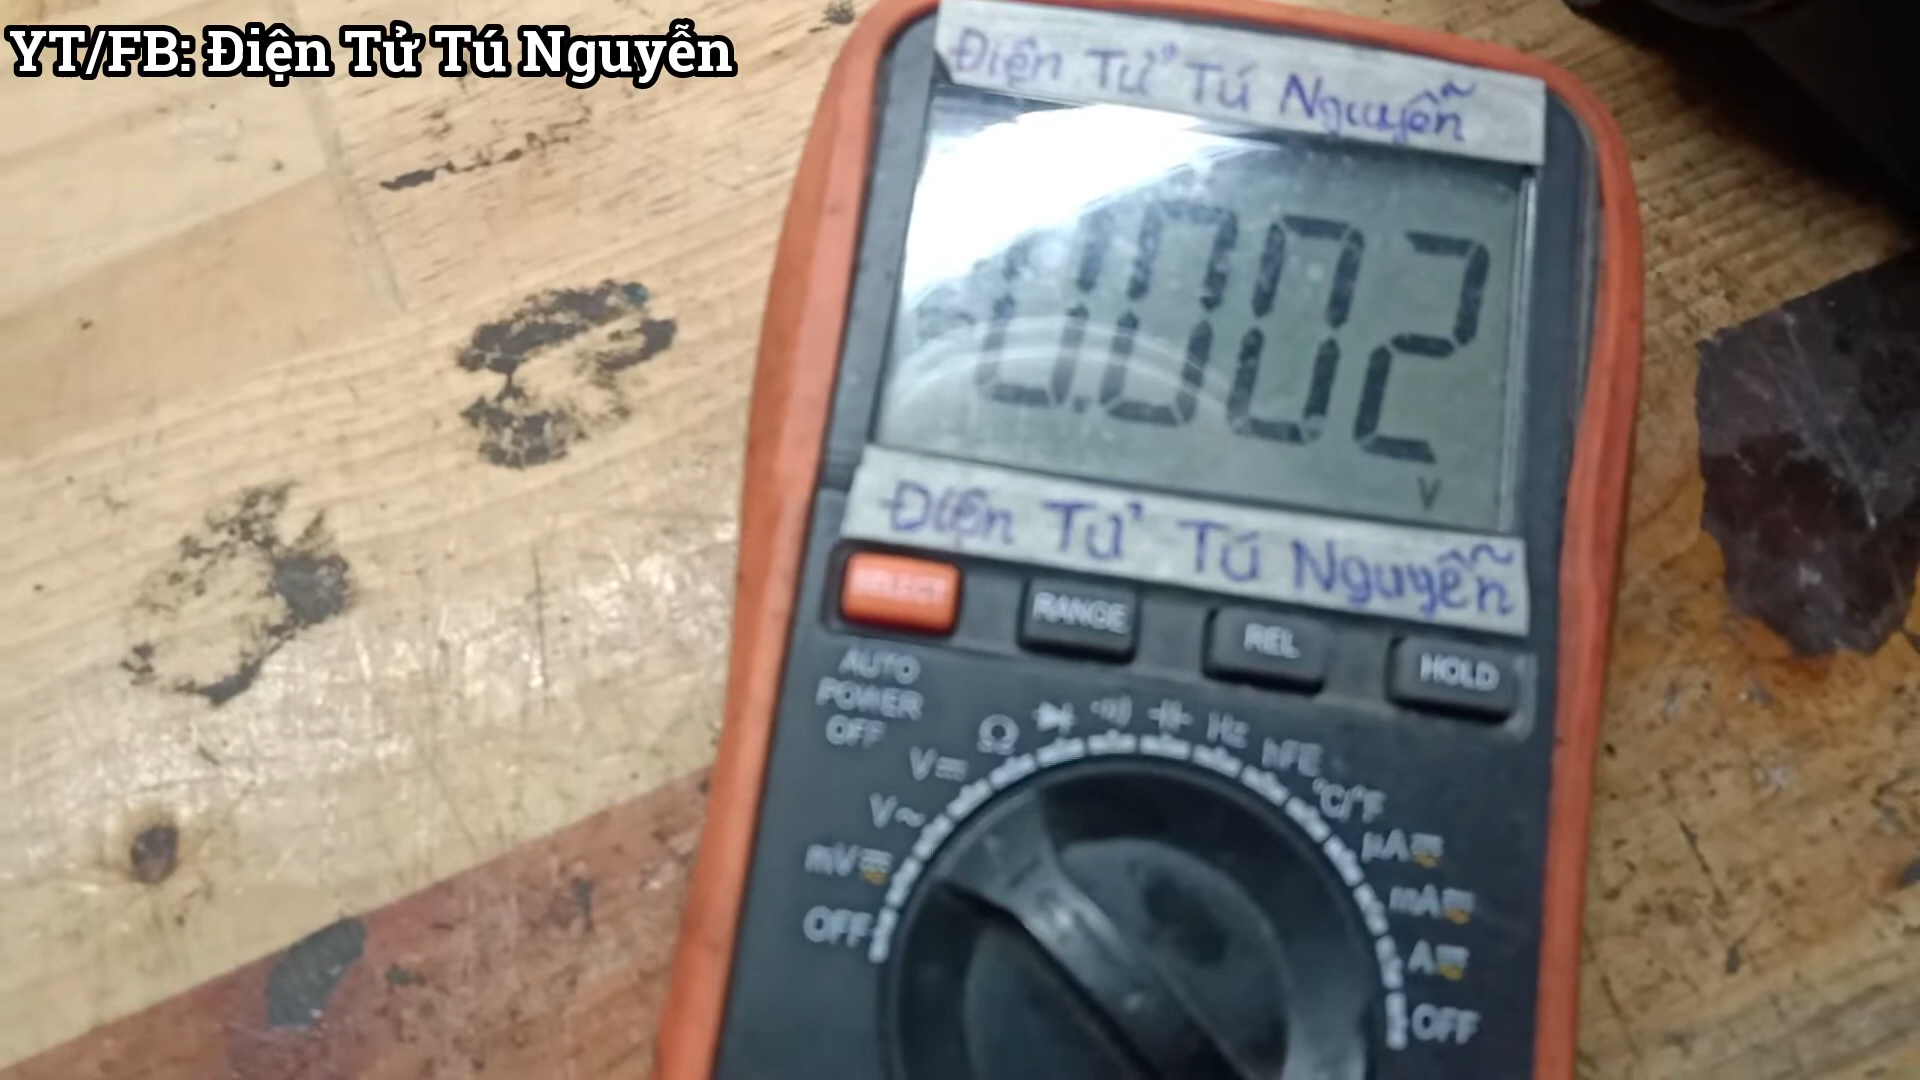 YT/FB: Điện Tử Tú Nguyễn
Điện Tử Tú Nguyễn
0.002
V
Điện Tử Tú Nguyễn
SELECT
RANGE
REL
HOLD
AUTO
POWER
OFF
V
V~
mV
OFF
Ω
Hz
hFE
°C/°F
µA
mA
A
OFF